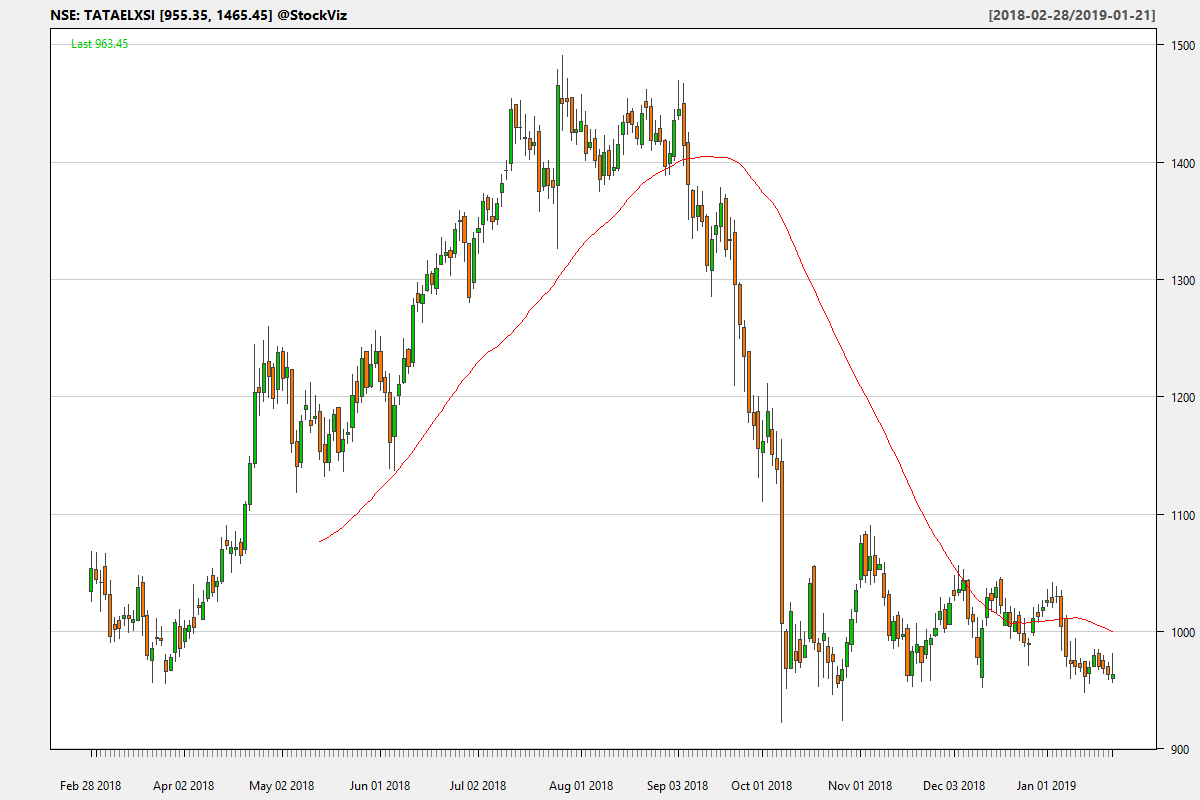 NSE: TATAELXSI [955.35, 1465.45] @StockViz
[2018-02-28/2019-01-21]
Last 963.45
1500
1400
1300
1200
1100
1000
900
Feb 28 2018 Apr 02 2018 May 02 2018 Jun 01 2018 Jul 02 2018 Aug 01 2018 Sep 03 2018 Oct 01 2018 Nov 01 2018 Dec 03 2018 Jan 01 2019